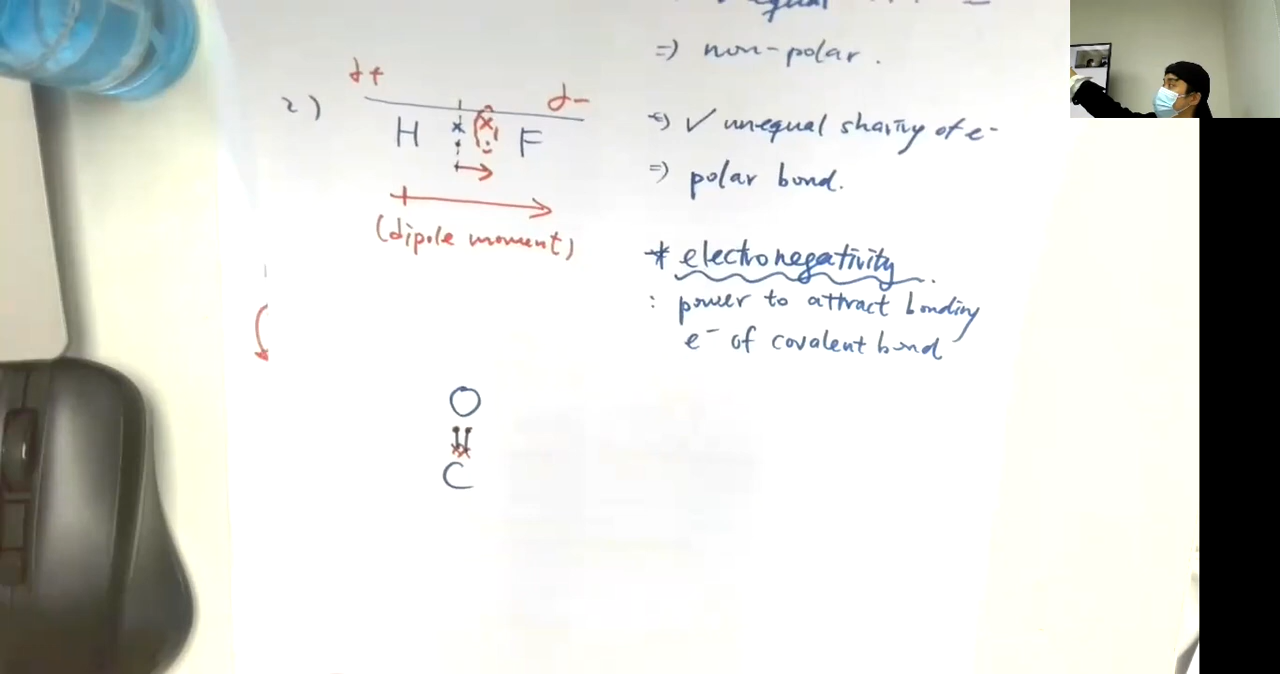 ⇒ non-polar.
2) δ+ δ-
H F
⇒ ✓ unequal sharing of e-
⇒ polar bond.
(dipole moment)
* electronegativity.
: power to attract bonding
e- of covalent bond
O
C